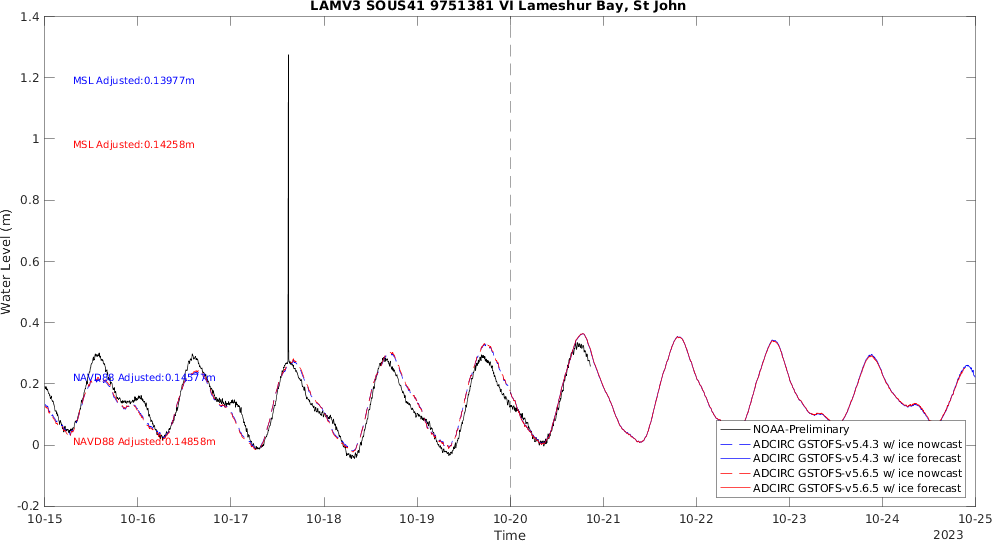 LAMV3 SOUS41 9751381 VI Lameshur Bay, St John
1.4
1.2
1
0.8
0.6
0.4
0.2
0
-0.2
Water Level (m)
MSL Adjusted:0.13977m
MSL Adjusted:0.14258m
NAVD88 Adjusted:0.14577m
NAVD88 Adjusted:0.14858m
NOAA-Preliminary
ADCIRC GSTOFS-v5.4.3 w/ ice nowcast
ADCIRC GSTOFS-v5.4.3 w/ ice forecast
ADCIRC GSTOFS-v5.6.5 w/ ice nowcast
ADCIRC GSTOFS-v5.6.5 w/ ice forecast
10-15 10-16 10-17 10-18 10-19 10-20 10-21 10-22 10-23 10-24 10-25
Time
2023